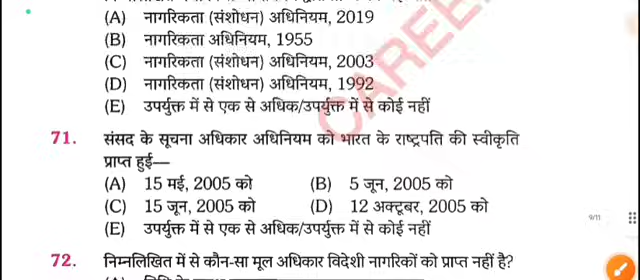 (A) नागरिकता (संशोधन) अधिनियम, 2019
(B) नागरिकता अधिनियम, 1955
(C) नागरिकता (संशोधन) अधिनियम, 2003
(D) नागरिकता (संशोधन) अधिनियम, 1992
(E) उपर्युक्त में से एक से अधिक/उपर्युक्त में से कोई नहीं
71. संसद के सूचना अधिकार अधिनियम को भारत के राष्ट्रपति की स्वीकृति
प्राप्त हुई—
(A) 15 मई, 2005 को (B) 5 जून, 2005 को
(C) 15 जून, 2005 को (D) 12 अक्टूबर, 2005 को
(E) उपर्युक्त में से एक से अधिक/उपर्युक्त में से कोई नहीं
9/11
72. निम्नलिखित में से कौन-सा मूल अधिकार विदेशी नागरिकों को प्राप्त नहीं है?
CAREE